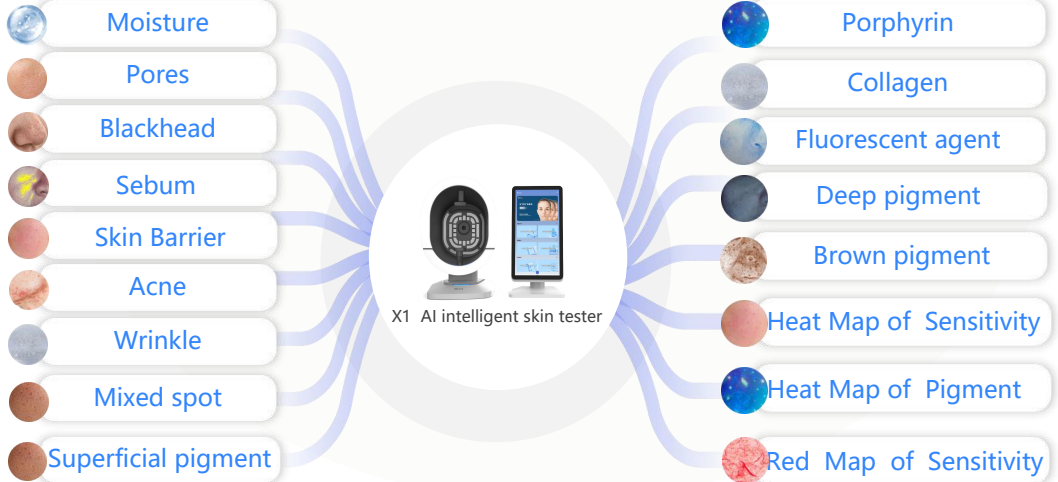 Moisture
Pores
Blackhead
Sebum
Skin Barrier
Acne
Wrinkle
Mixed spot
Superficial pigment
X1 AI intelligent skin tester
Porphyrin
Collagen
Fluorescent agent
Deep pigment
Brown pigment
Heat Map of Sensitivity
Heat Map of Pigment
Red Map of Sensitivity